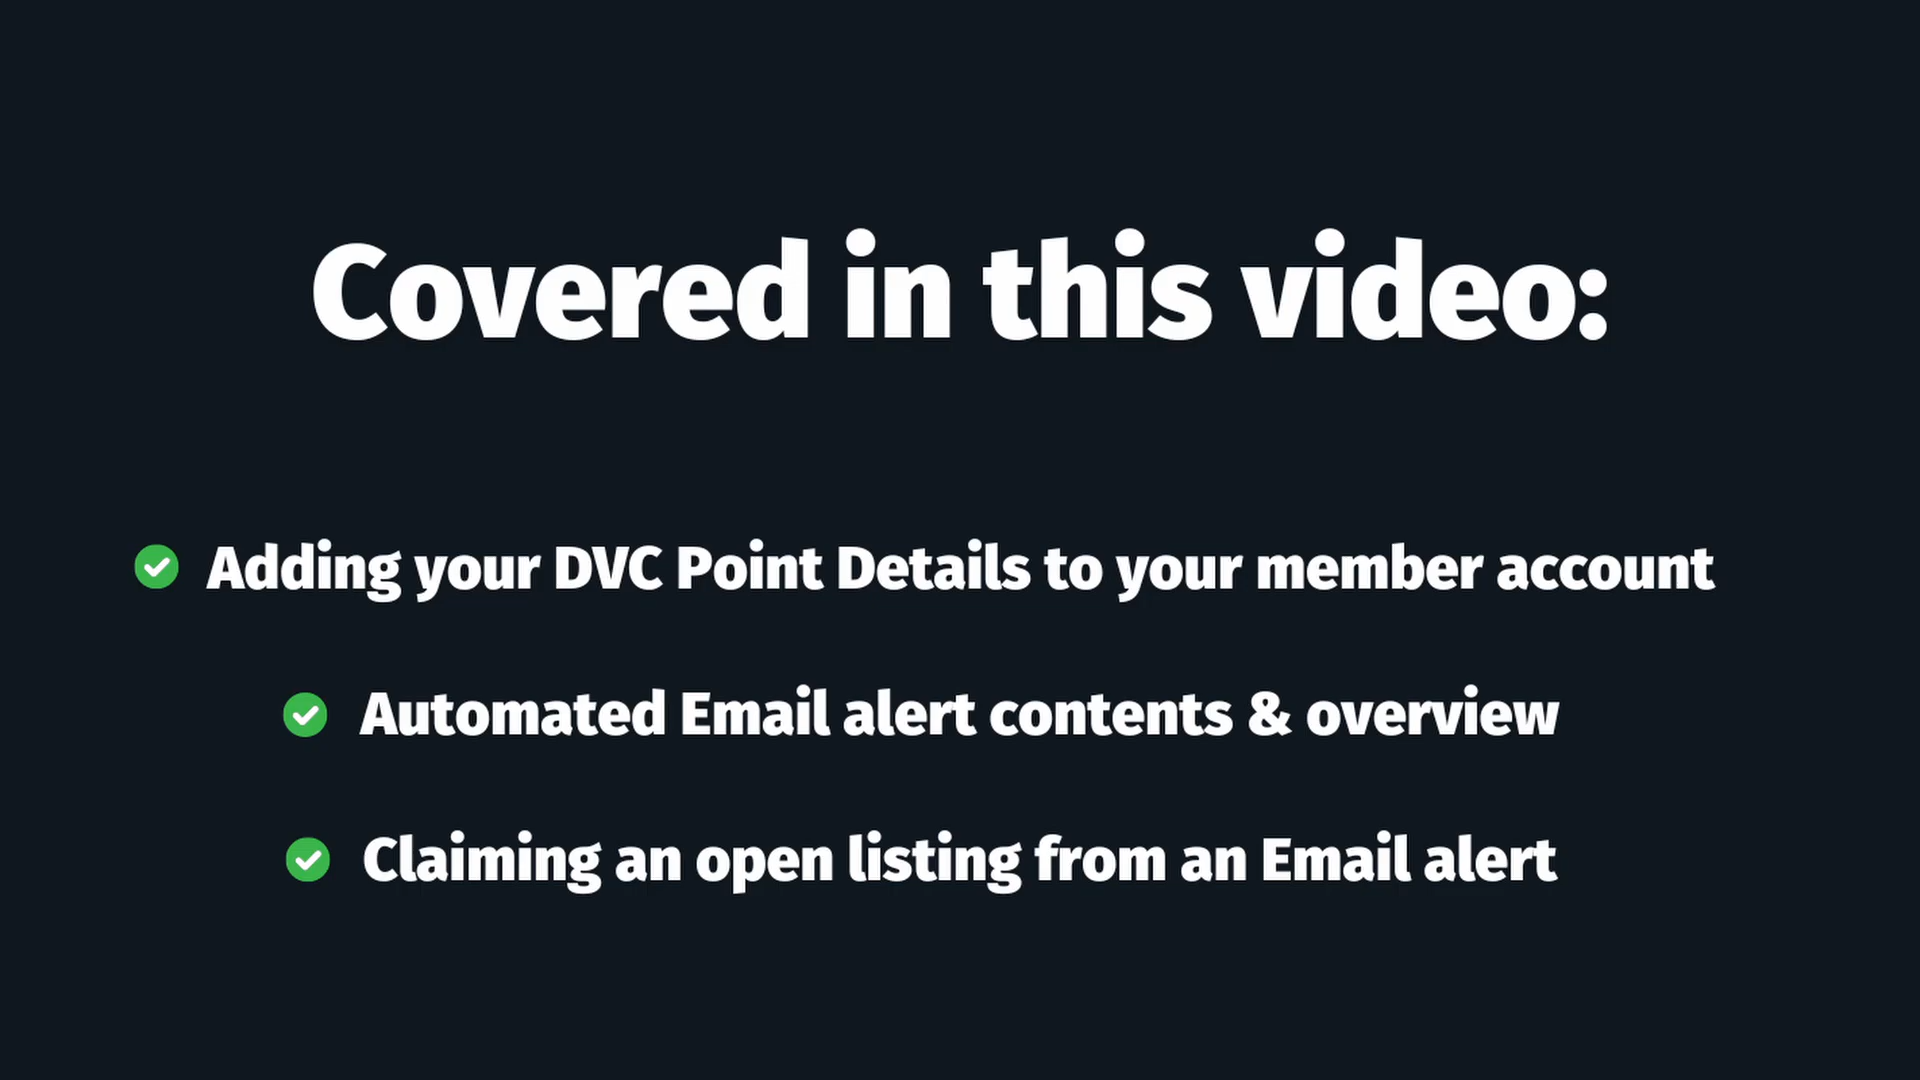 Covered in this video:
Adding your DVC Point Details to your member account
Automated Email alert contents & overview
Claiming an open listing from an Email alert